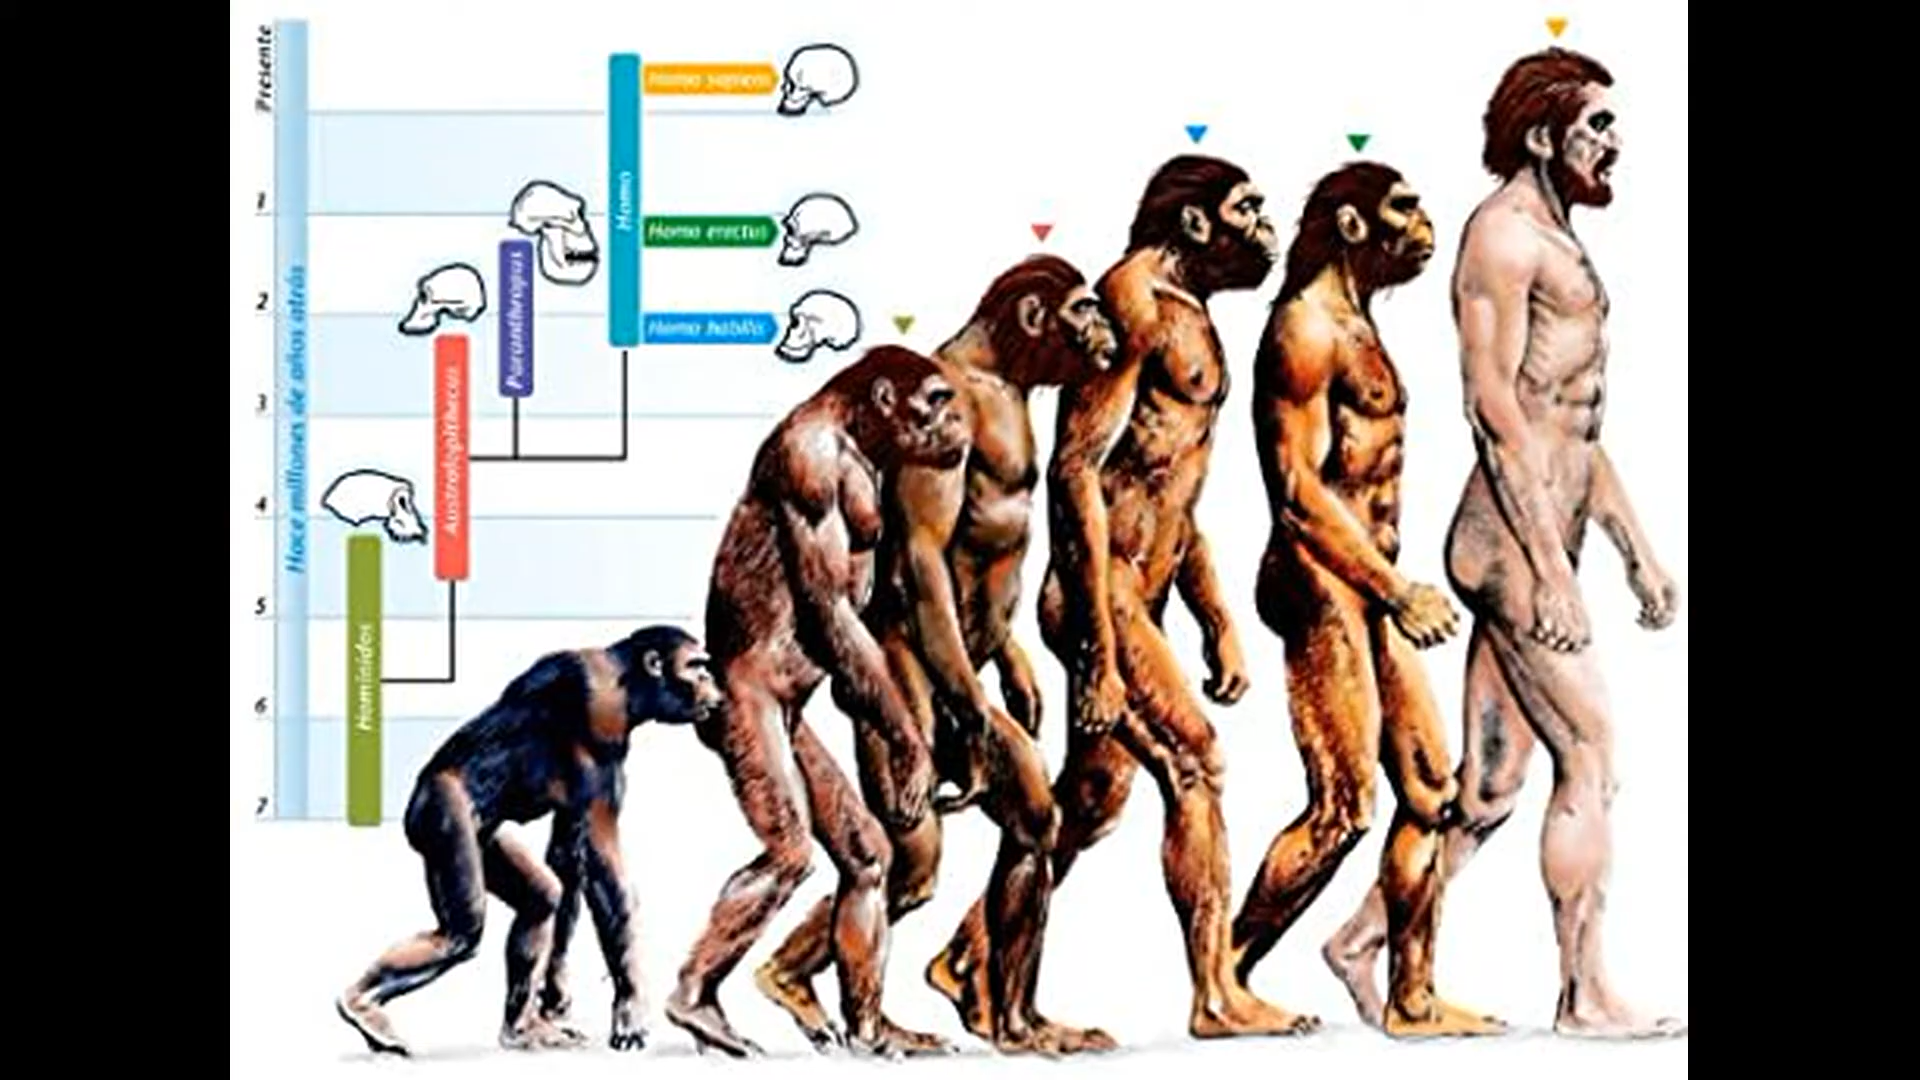 Presente
Homo sapiens
Homo
1
Homo erectus
Paranthropus
2
Homo habilis
Hace millones de años atrás
3
Australopithecus
4
5
Homínidos
6
7